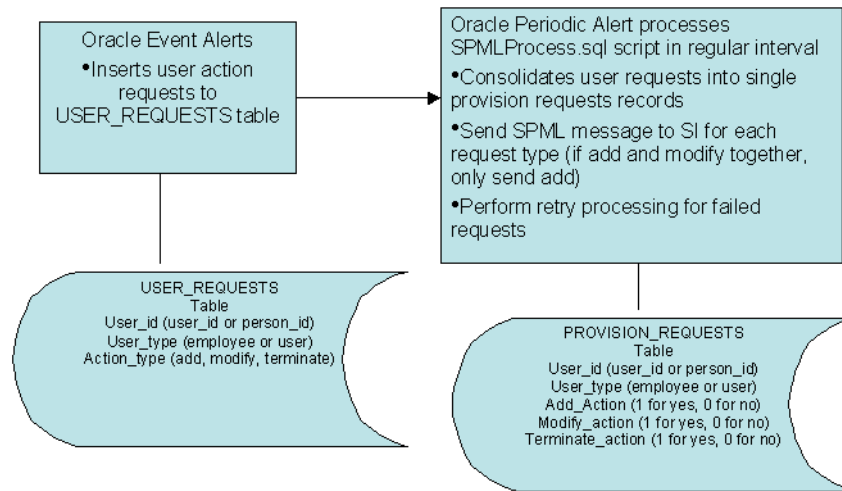 Oracle Event Alerts
•Inserts user action
requests to
USER_REQUESTS table
Oracle Periodic Alert processes
SPMLProcess.sql script in regular interval
•Consolidates user requests into single
provision requests records
•Send SPML message to SI for each
request type (if add and modify together,
only send add)
•Perform retry processing for failed
requests
USER_REQUESTS
Table
User_id (user_id or person_id)
User_type (employee or user)
Action_type (add, modify, terminate)
PROVISION_REQUESTS
Table
User_id (user_id or person_id)
User_type (employee or user)
Add_Action (1 for yes, 0 for no)
Modify_action (1 for yes, 0 for no)
Terminate_action (1 for yes, 0 for no)